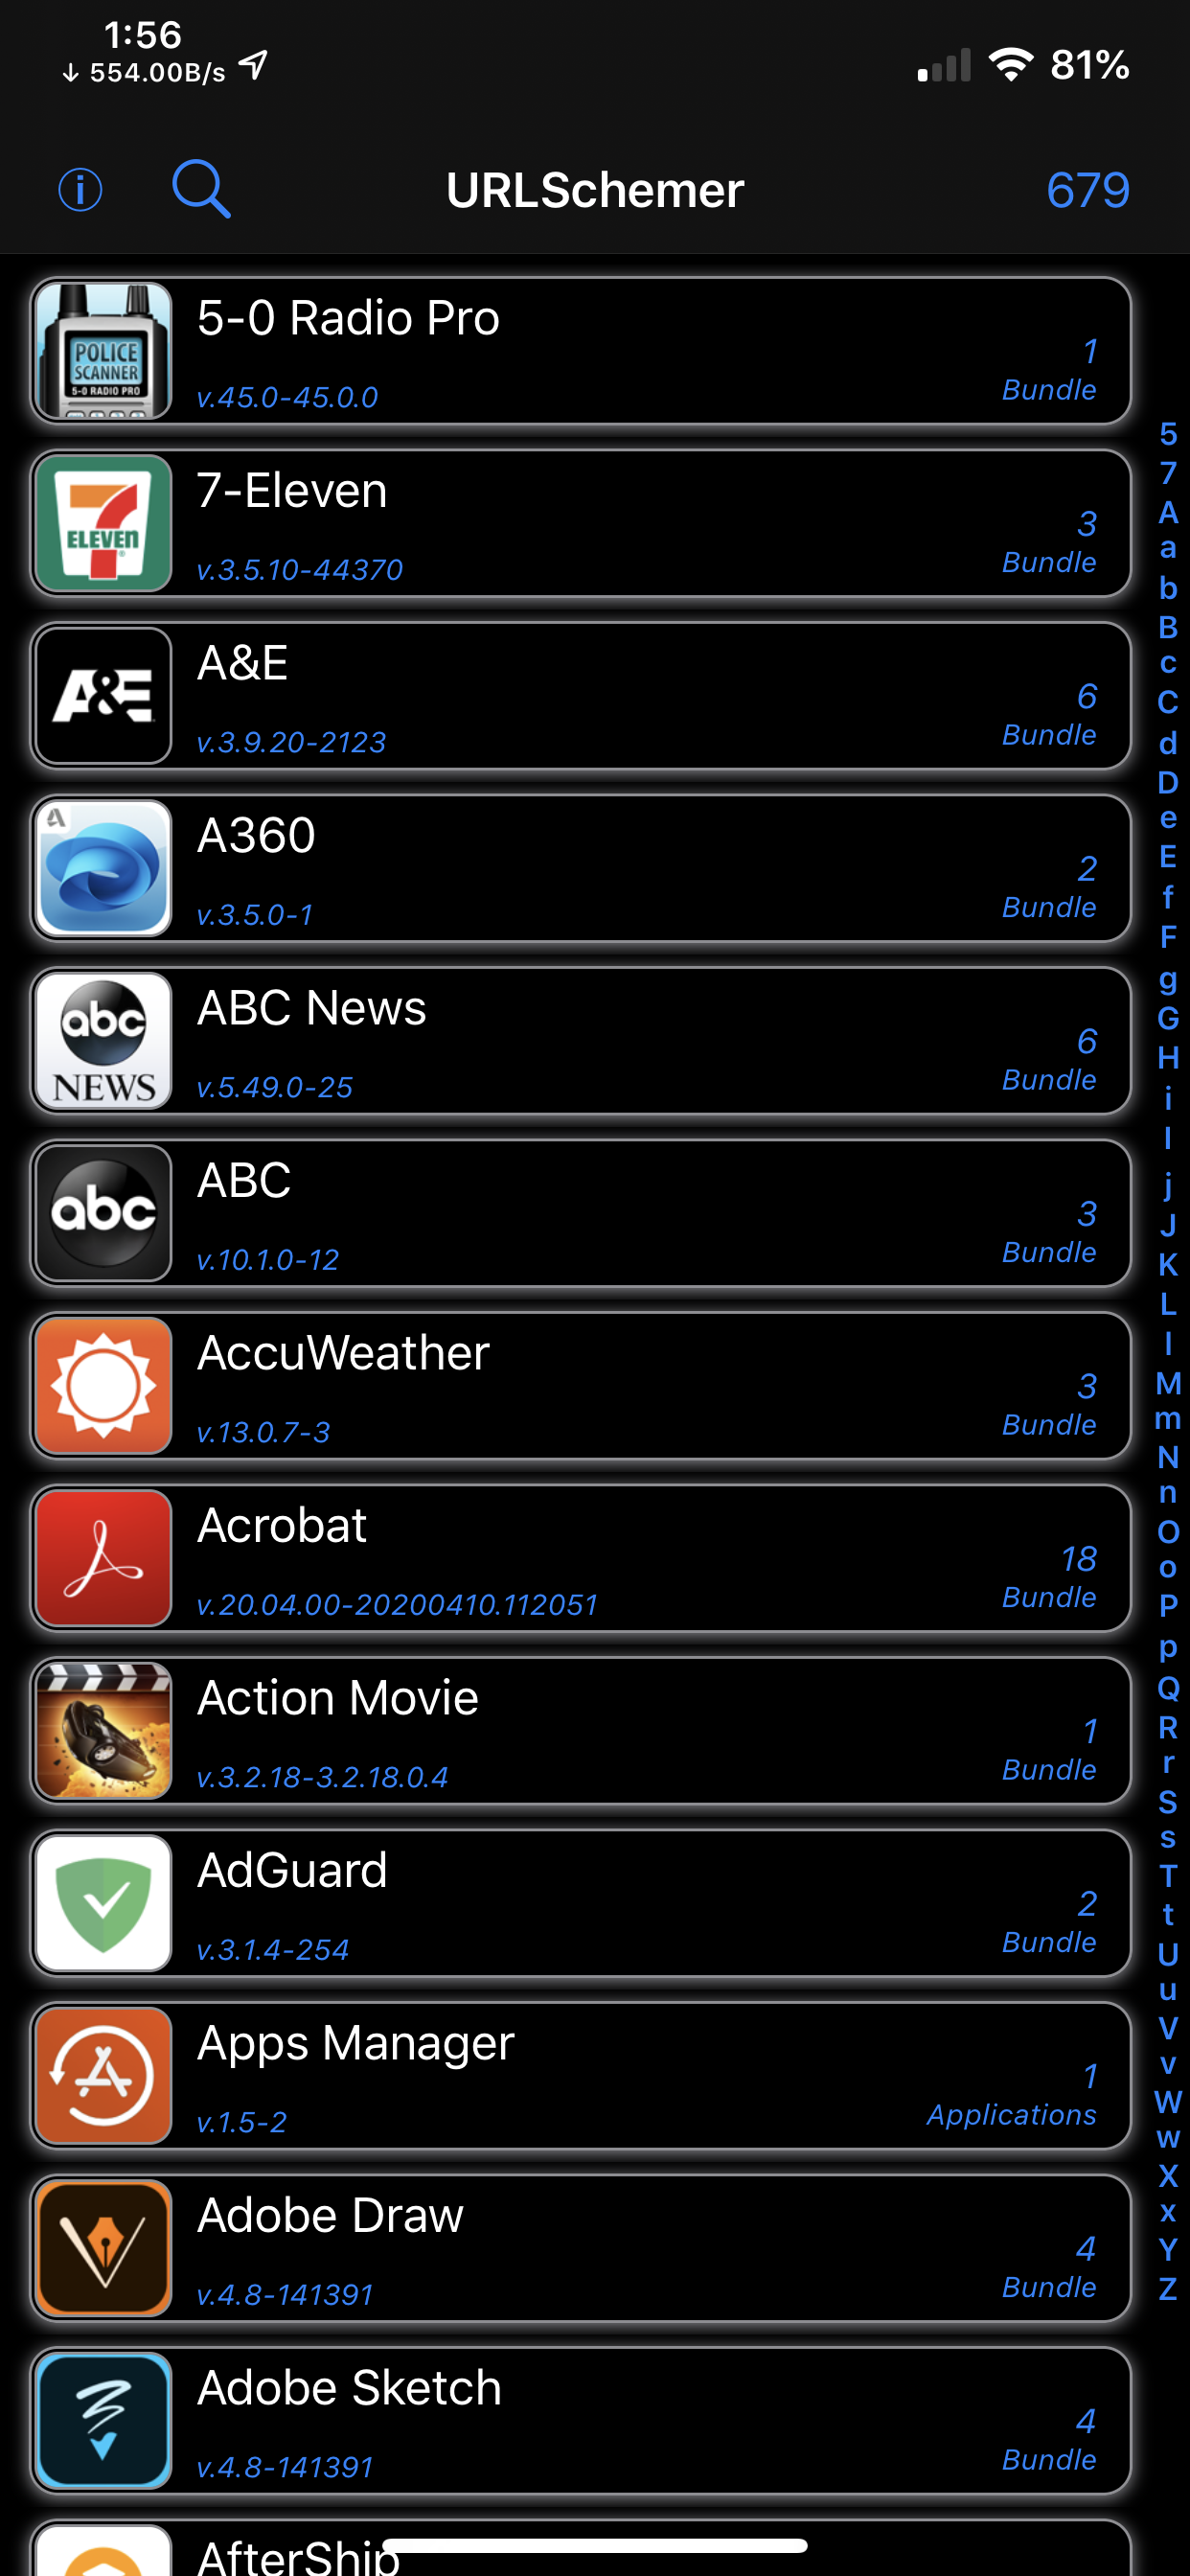 1:56
↓ 554.00B/s
81%
URLSchemer
679
POLICE
SCANNER
5-0 RADIO PRO
5-0 Radio Pro
v.45.0-45.0.0
1
Bundle
7-Eleven
ELEVEN
v.3.5.10-44370
3
Bundle
A&E
A&E
v.3.9.20-2123
6
Bundle
A360
v.3.5.0-1
2
Bundle
abc
NEWS
ABC News
v.5.49.0-25
6
Bundle
abc
ABC
v.10.1.0-12
3
Bundle
AccuWeather
v.13.0.7-3
3
Bundle
Acrobat
v.20.04.00-20200410.112051
18
Bundle
Action Movie
v.3.2.18-3.2.18.0.4
1
Bundle
AdGuard
v.3.1.4-254
2
Bundle
Apps Manager
v.1.5-2
1
Applications
Adobe Draw
v.4.8-141391
4
Bundle
Adobe Sketch
v.4.8-141391
4
Bundle
AfterShip
5
7
A
a
b
B
c
C
d
D
e
E
f
F
g
G
H
i
I
j
J
K
L
l
M
m
N
n
O
o
P
p
Q
R
r
S
s
T
t
U
u
V
v
W
w
X
x
Y
Z